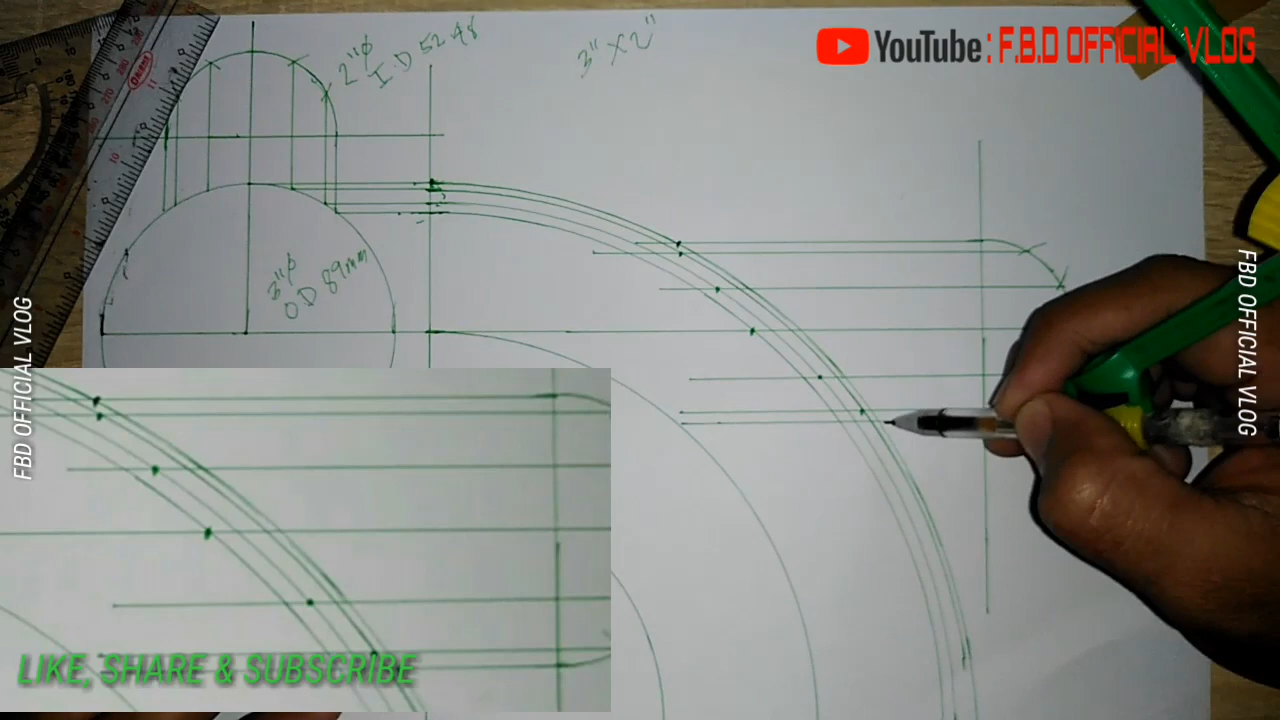 YouTube : F.B.D OFFICIAL VLOG
2"φ
I.D 52.48
3" X 2"
3"φ
OD 89mm
FBD OFFICIAL VLOG
FBD OFFICIAL VLOG
LIKE, SHARE & SUBSCRIBE